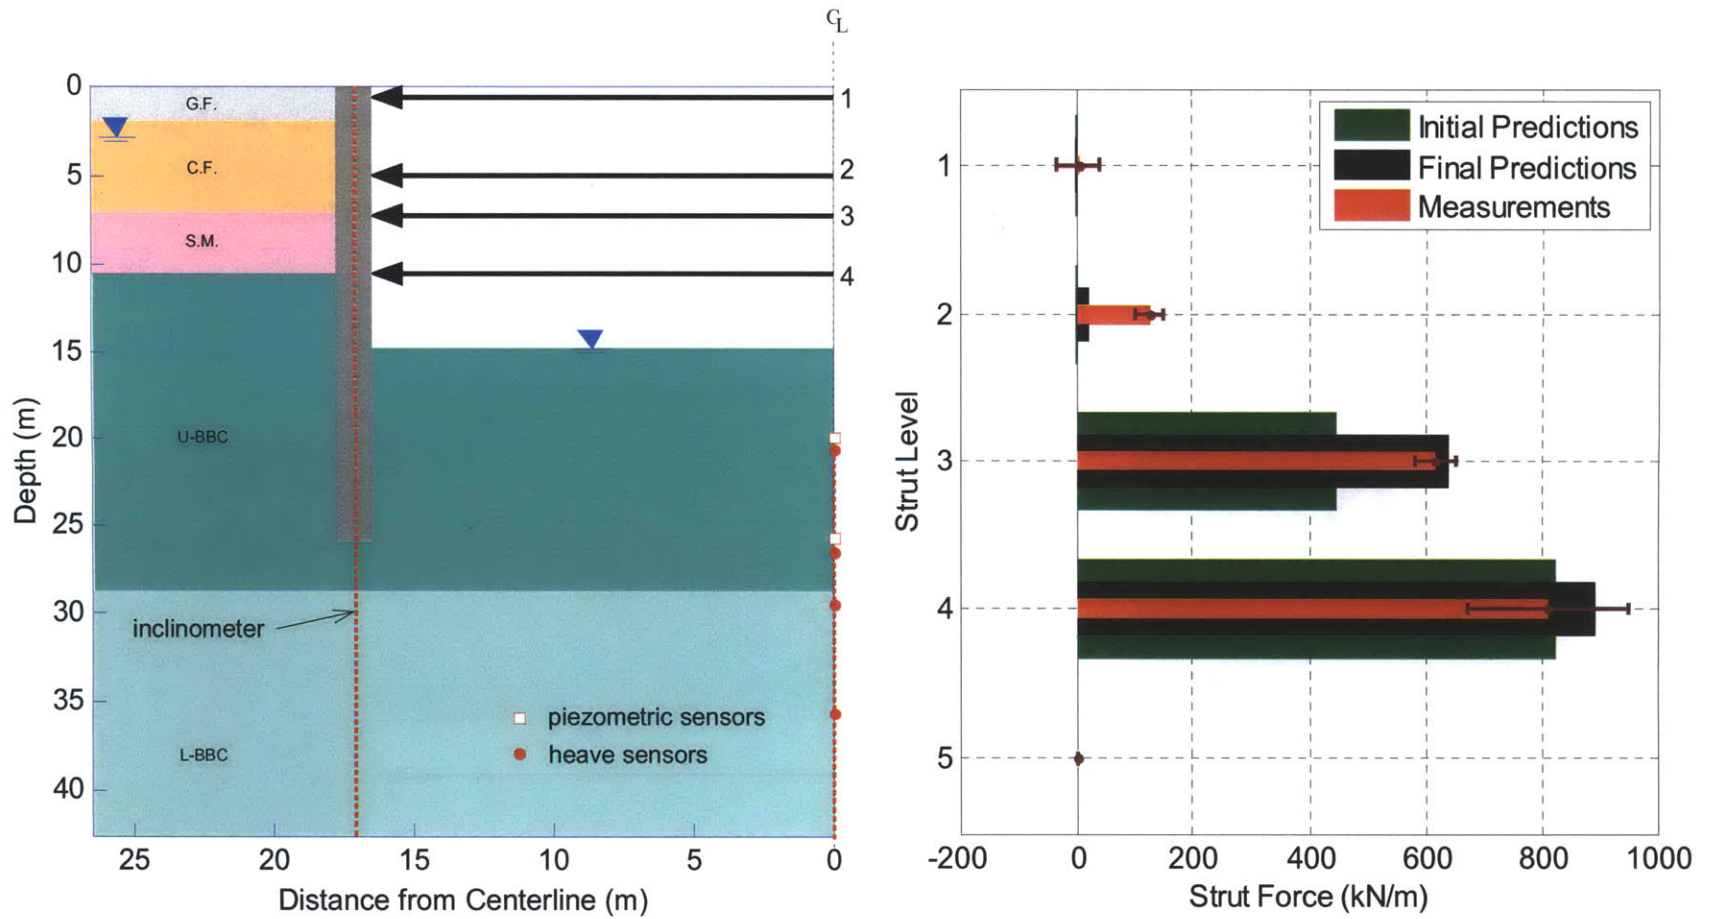 CL
0
5
10
15
20
25
30
35
40
Depth (m)
G.F.
C.F.
S.M.
U-BBC
L-BBC
inclinometer
1
2
3
4
piezometric sensors
heave sensors
25 20 15 10 5 0
Distance from Centerline (m)
Initial Predictions
Final Predictions
Measurements
1
2
3
4
5
Strut Level
-200 0 200 400 600 800 1000
Strut Force (kN/m)